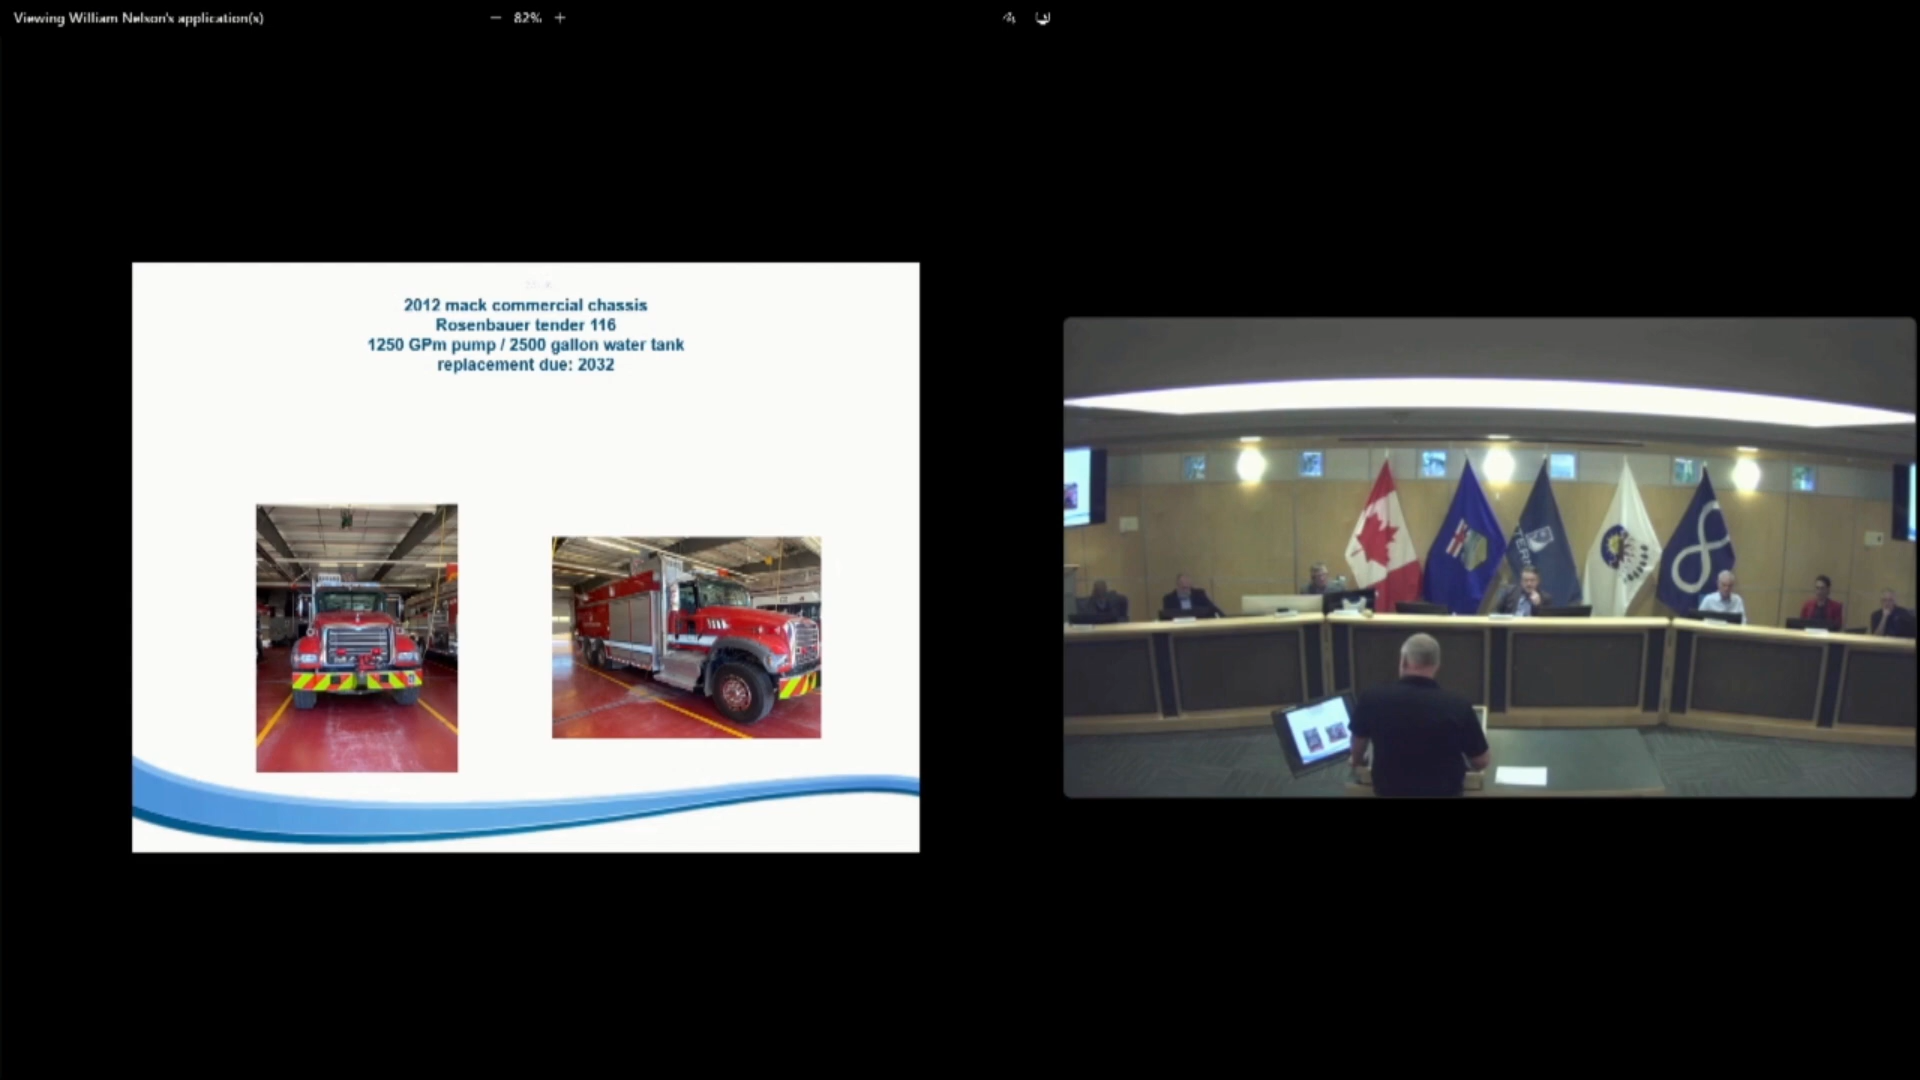 Viewing William Nelson's application(s)
82%
2012 mack commercial chassis
Rosenbauer tender 116
1250 GPm pump / 2500 gallon water tank
replacement due: 2032